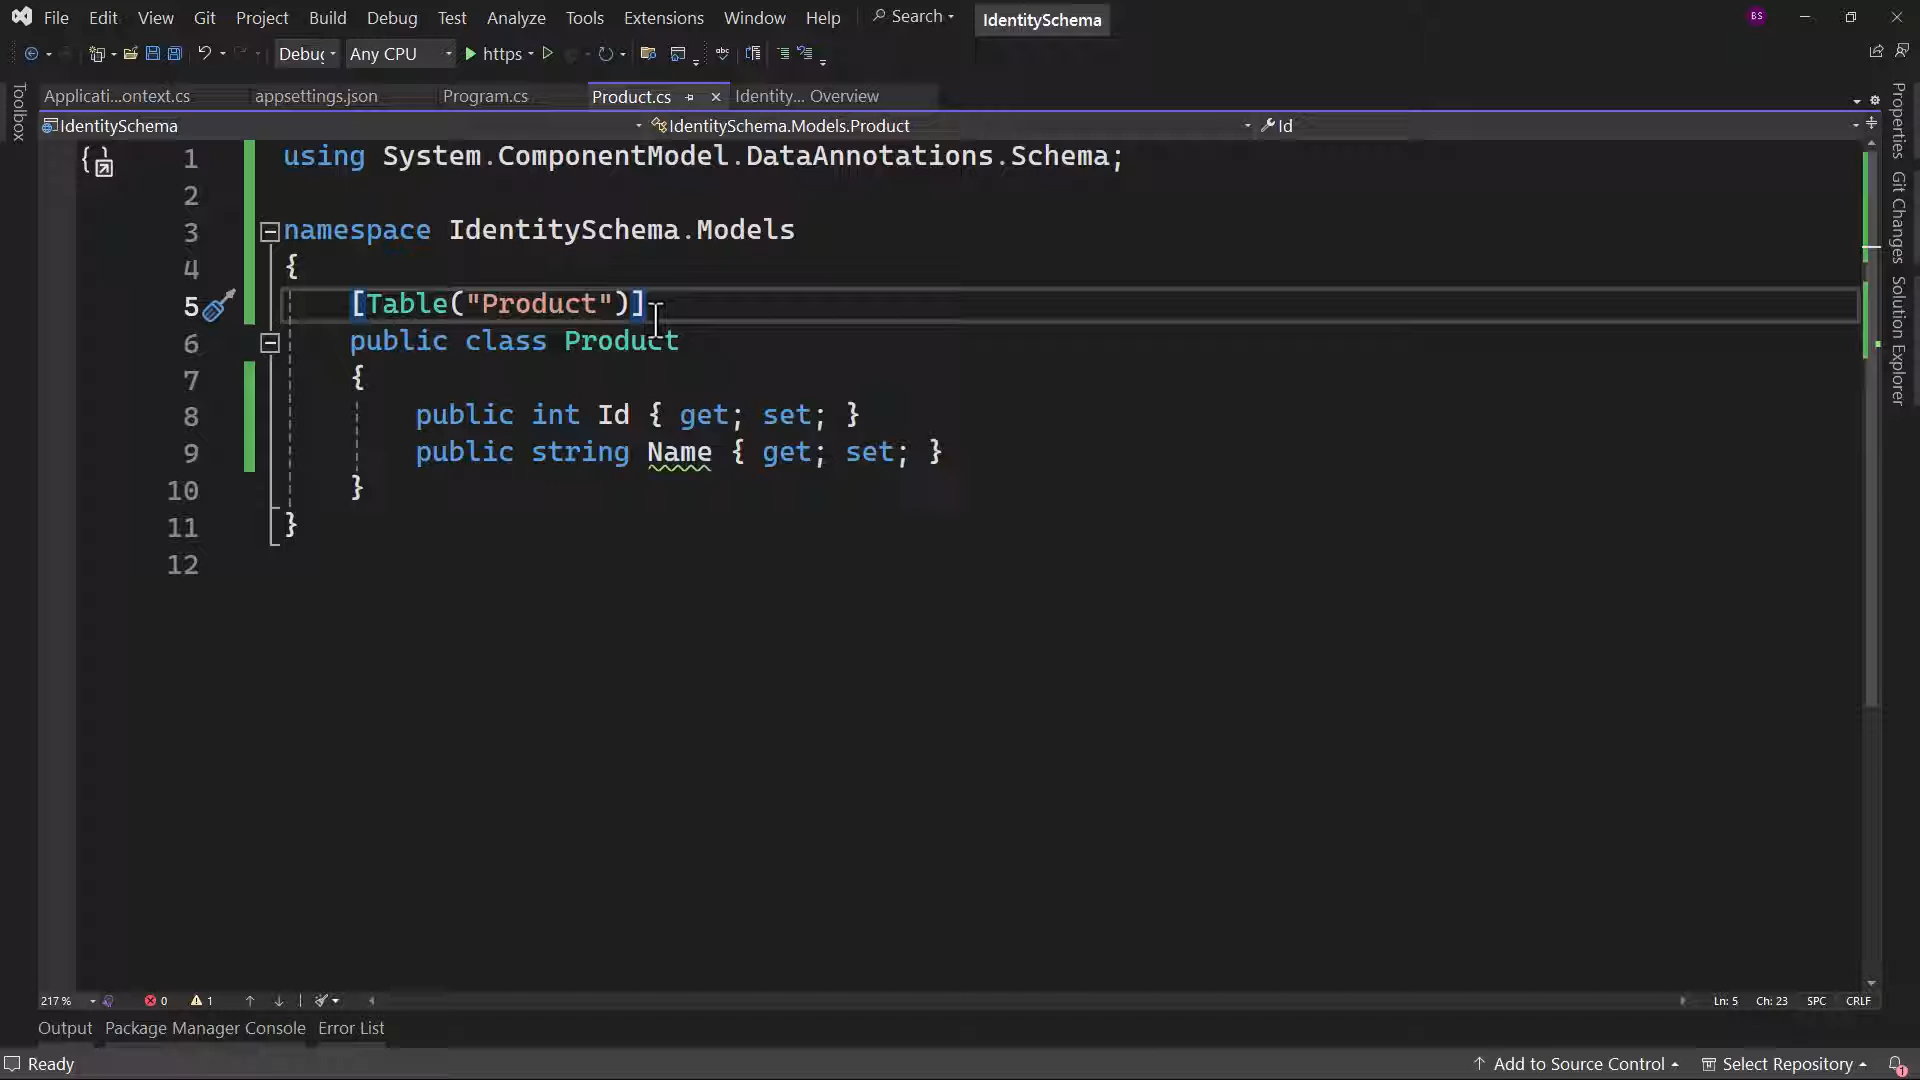 File Edit View Git Project Build Debug Test Analyze Tools Extensions Window Help Search IdentitySchema BS
Any CPU https
Applicati...ontext.cs appsettings.json Program.cs Product.cs Identity... Overview
IdentitySchema IdentitySchema.Models.Product Id
Toolbox
1 using System.ComponentModel.DataAnnotations.Schema;
2
3 namespace IdentitySchema.Models
4 {
5 [Table("Product")]
6 public class Product
7 {
8 public int Id { get; set; }
9 public string Name { get; set; }
10 }
11 }
12
Properties
Git Changes
Solution Explorer
217 % 0 1 Ln: 5 Ch: 23 SPC CRLF
Output Package Manager Console Error List
Ready Add to Source Control Select Repository 1